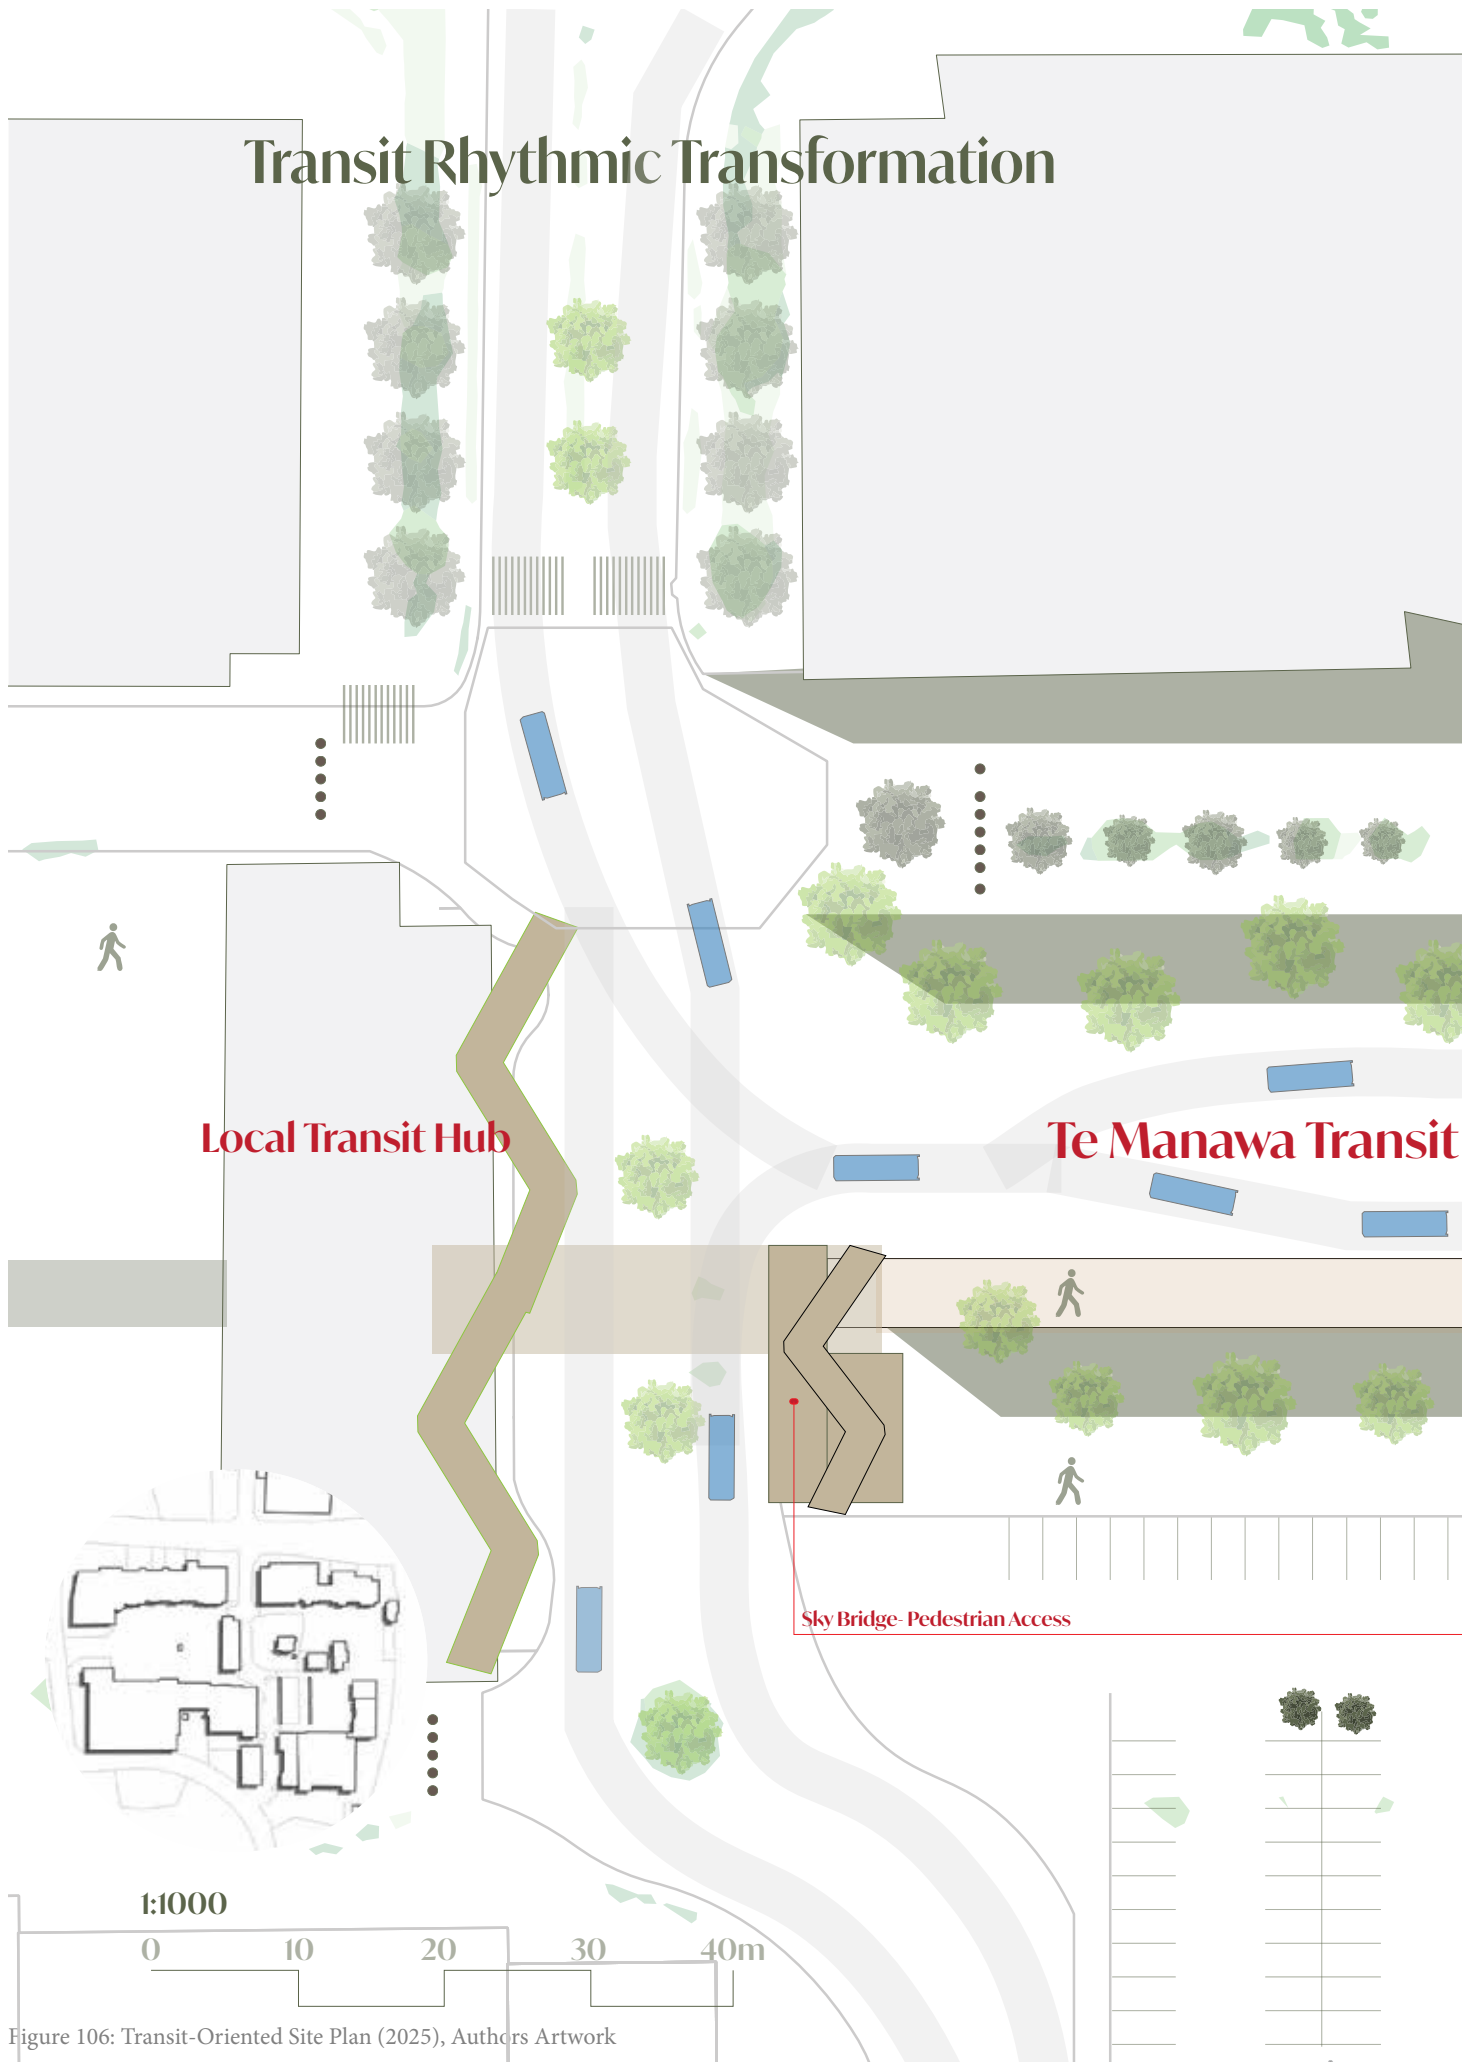 Transit Rhythmic Transformation
Local Transit Hub
Te Manawa Transit
Sky Bridge- Pedestrian Access
1:1000
0 10 20 30 40m
Figure 106: Transit-Oriented Site Plan (2025), Authors Artwork